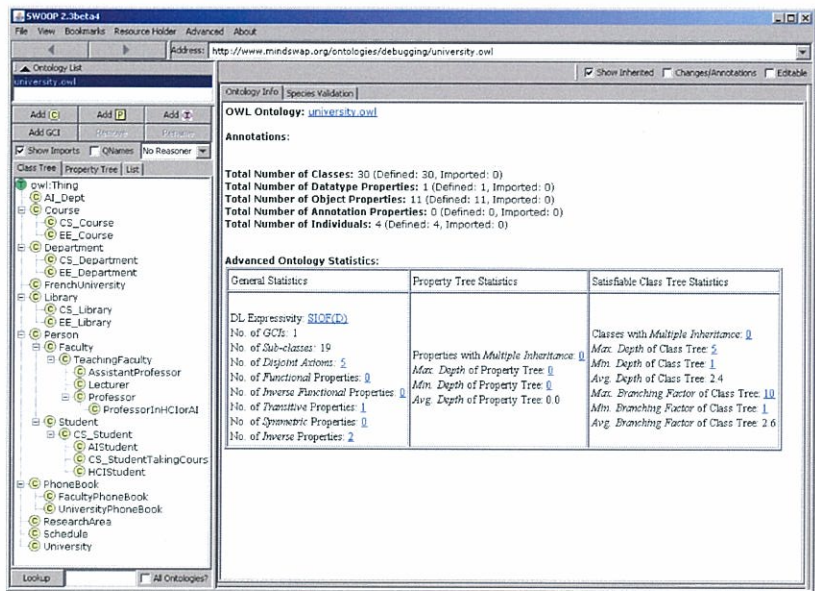 SWOOP 2.3beta4
File View Bookmarks Resource Holder Advanced About
Address: http://www.mindswap.org/ontologies/debugging/university.owl
Ontology List
university.owl
Show Inherited Changes/Annotations Editable
Add C Add P Add I
Add GCI Remove Rename
Show Imports QNames No Reasoner
Class Tree Property Tree List
owl:Thing
AI_Dept
Course
CS_Course
EE_Course
Department
CS_Department
EE_Department
FrenchUniversity
Library
CS_Library
EE_Library
Person
Faculty
TeachingFaculty
AssistantProfessor
Lecturer
Professor
ProfessorInHCIorAI
Student
CS_Student
AIStudent
CS_StudentTakingCours
HCIStudent
PhoneBook
FacultyPhoneBook
UniversityPhoneBook
ResearchArea
Schedule
University
Lookup All Ontologies?
Ontology Info Species Validation
OWL Ontology: university.owl
Annotations:
Total Number of Classes: 30 (Defined: 30, Imported: 0)
Total Number of Datatype Properties: 1 (Defined: 1, Imported: 0)
Total Number of Object Properties: 11 (Defined: 11, Imported: 0)
Total Number of Annotation Properties: 0 (Defined: 0, Imported: 0)
Total Number of Individuals: 4 (Defined: 4, Imported: 0)
Advanced Ontology Statistics:
General Statistics
DL Expressivity: SIOF(D)
No. of GCIs: 1
No. of Sub-classes: 19
No. of Disjoint Axioms: 5
No. of Functional Properties: 0
No. of Inverse Functional Properties: 0
No. of Transitive Properties: 1
No. of Symmetric Properties: 0
No. of Inverse Properties: 2
Property Tree Statistics
Properties with Multiple Inheritance: 0
Max. Depth of Property Tree: 0
Min. Depth of Property Tree: 0
Avg. Depth of Property Tree: 0.0
Satisfiable Class Tree Statistics
Classes with Multiple Inheritance: 0
Max. Depth of Class Tree: 5
Min. Depth of Class Tree: 1
Avg. Depth of Class Tree: 2.4
Max. Branching Factor of Class Tree: 10
Min. Branching Factor of Class Tree: 1
Avg. Branching Factor of Class Tree: 2.6